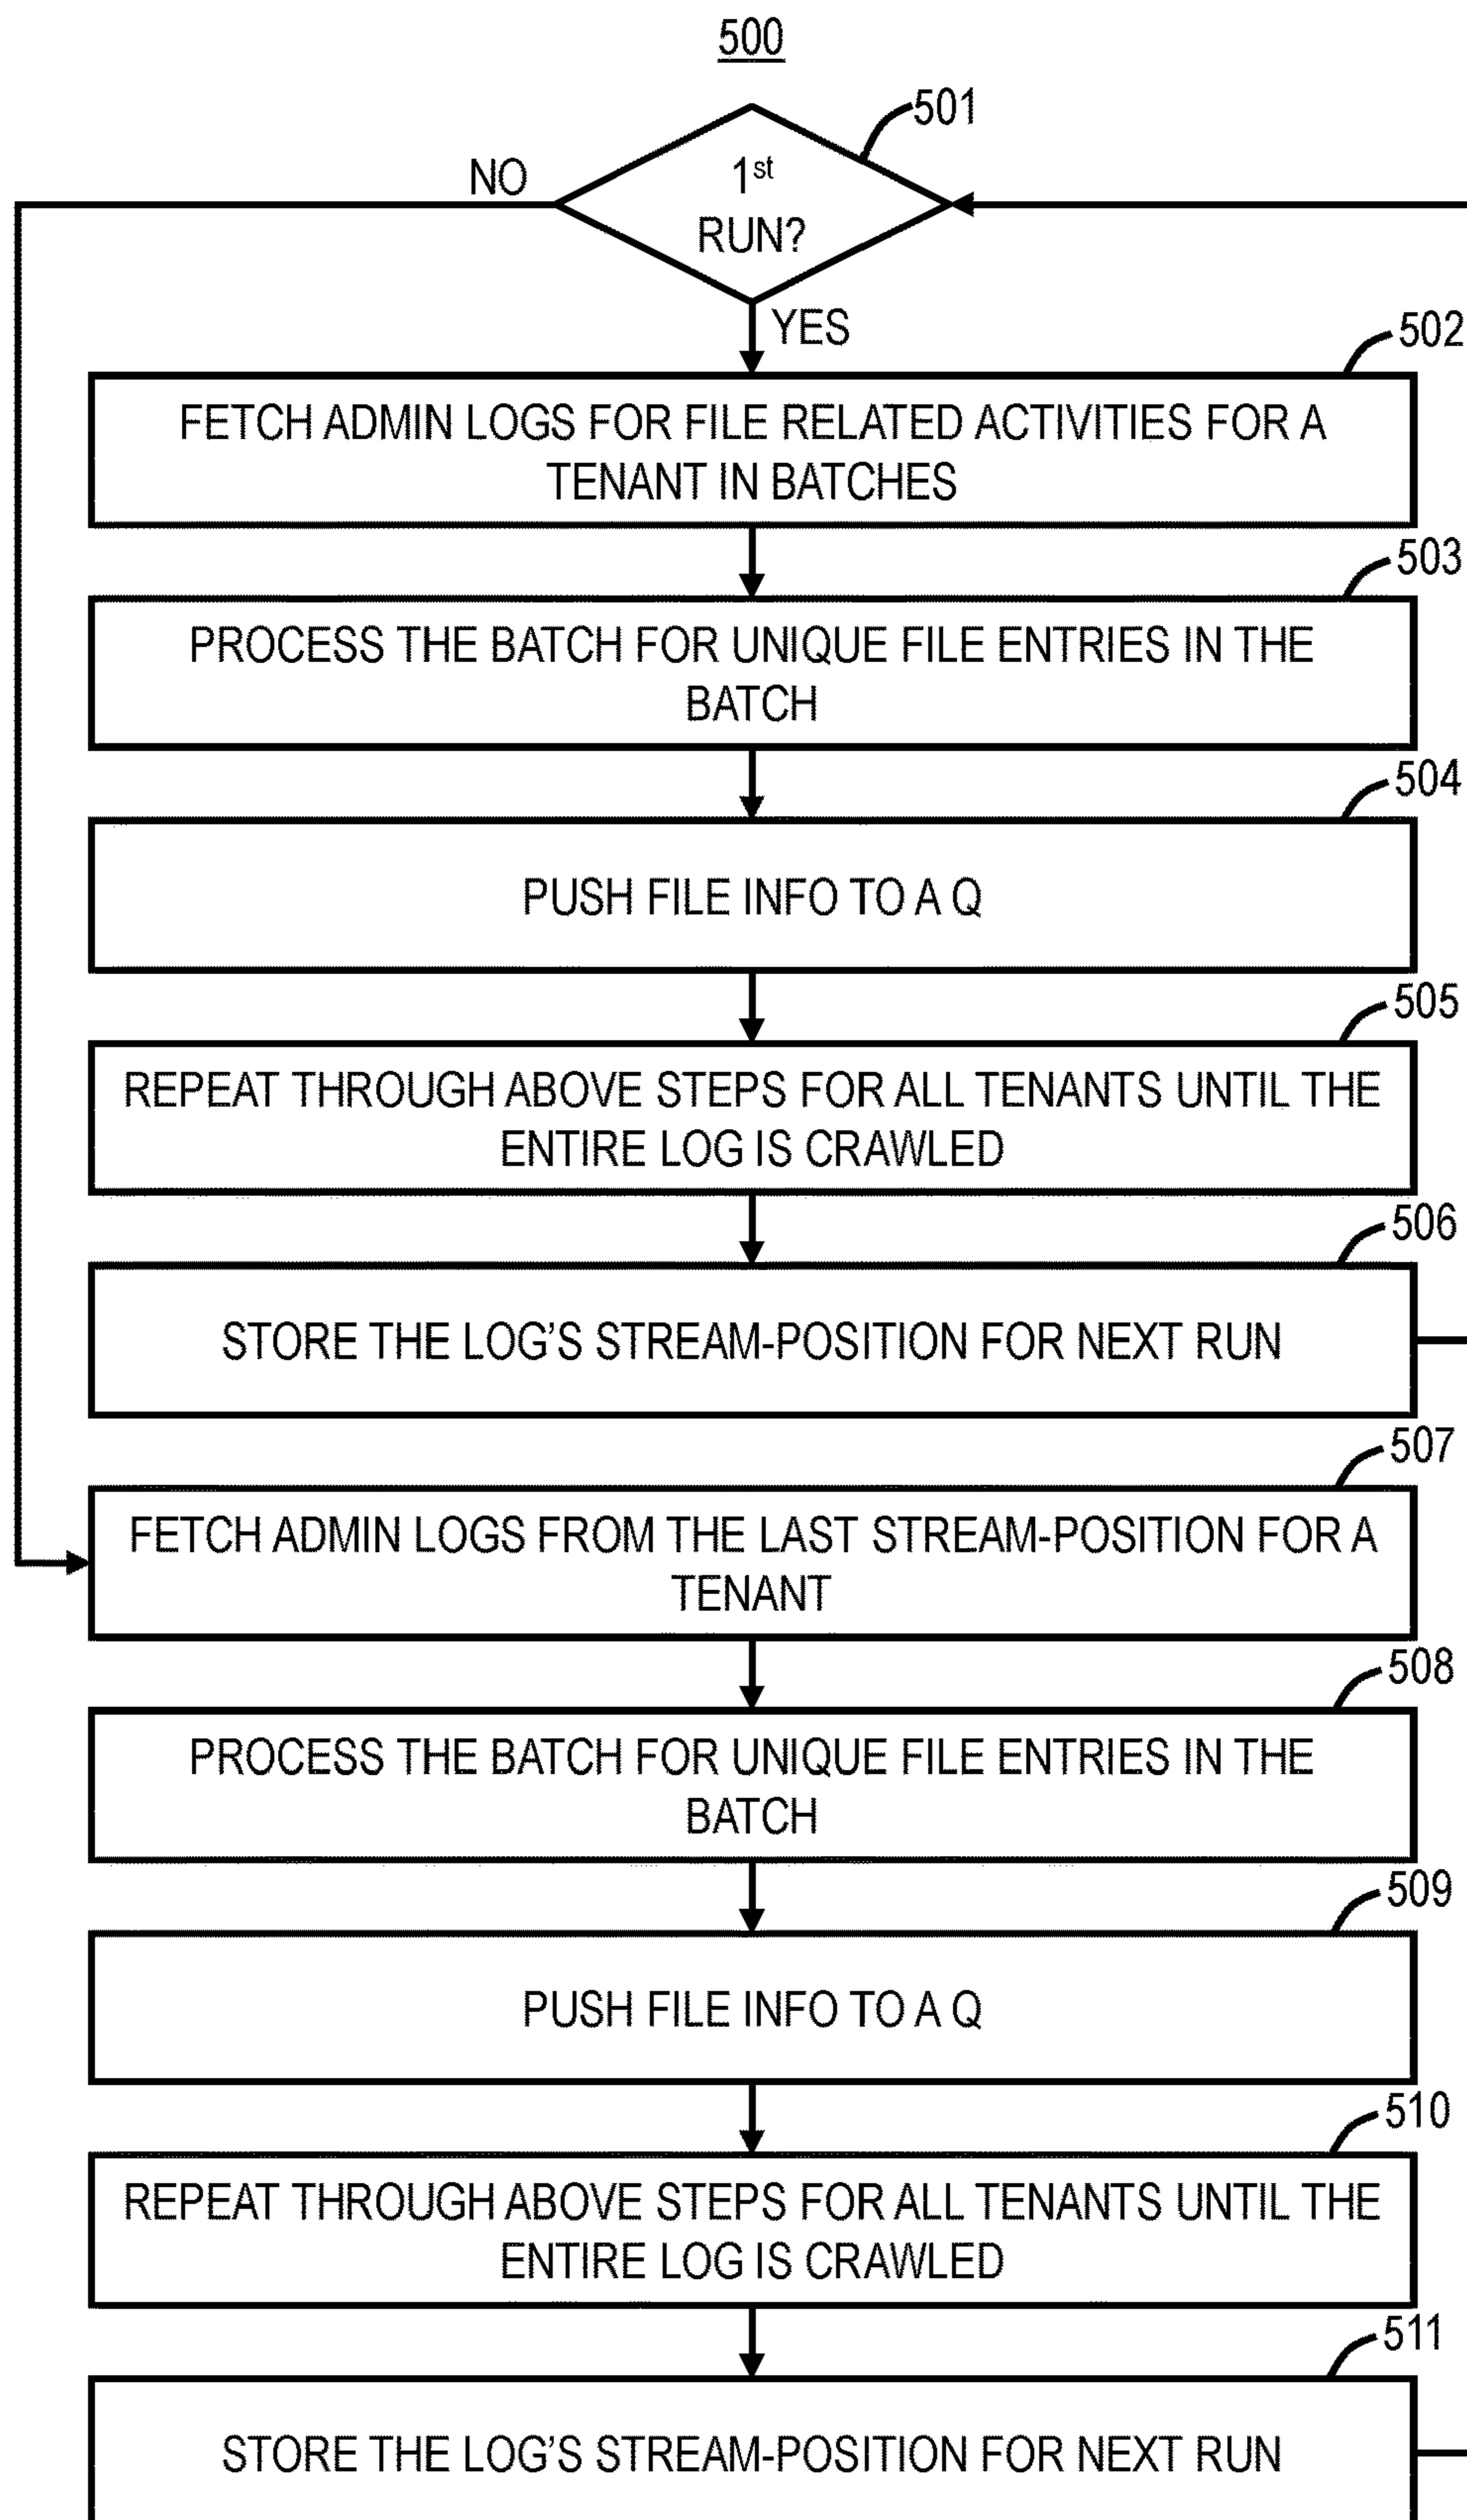 500
501
NO
1st
RUN?
YES
502
FETCH ADMIN LOGS FOR FILE RELATED ACTIVITIES FOR A
TENANT IN BATCHES
503
PROCESS THE BATCH FOR UNIQUE FILE ENTRIES IN THE
BATCH
504
PUSH FILE INFO TO A Q
505
REPEAT THROUGH ABOVE STEPS FOR ALL TENANTS UNTIL THE
ENTIRE LOG IS CRAWLED
506
STORE THE LOG'S STREAM-POSITION FOR NEXT RUN
507
FETCH ADMIN LOGS FROM THE LAST STREAM-POSITION FOR A
TENANT
508
PROCESS THE BATCH FOR UNIQUE FILE ENTRIES IN THE
BATCH
509
PUSH FILE INFO TO A Q
510
REPEAT THROUGH ABOVE STEPS FOR ALL TENANTS UNTIL THE
ENTIRE LOG IS CRAWLED
511
STORE THE LOG'S STREAM-POSITION FOR NEXT RUN